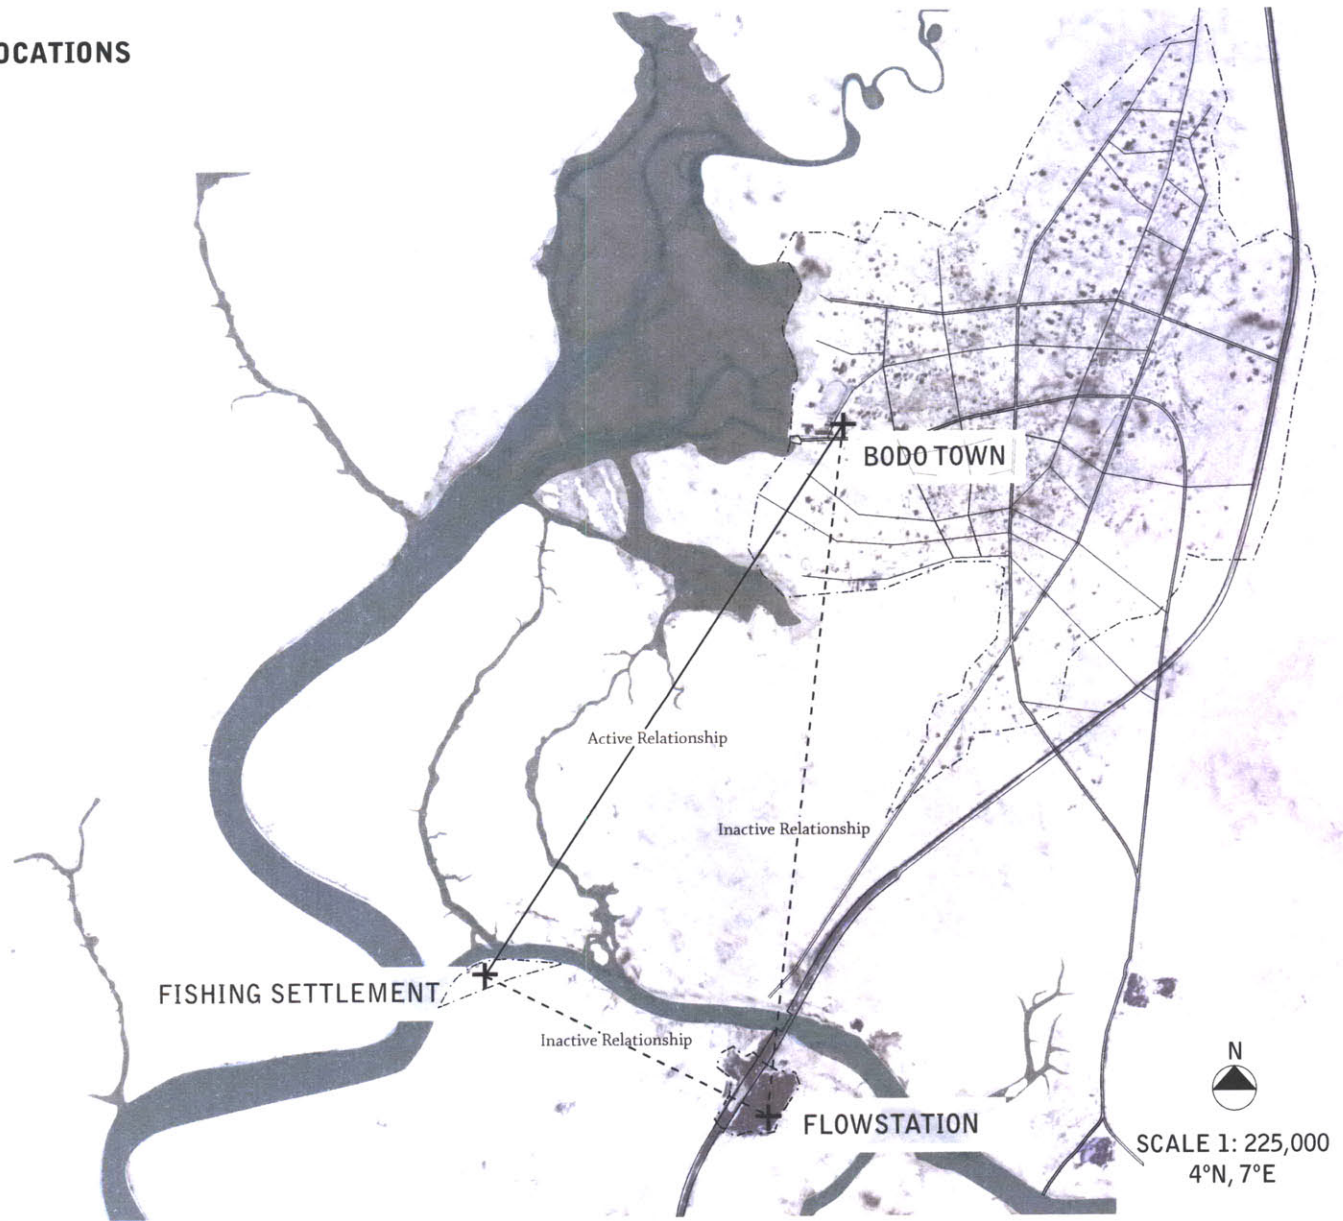 OCATIONS
BODO TOWN
Active Relationship
Inactive Relationship
FISHING SETTLEMENT
Inactive Relationship
FLOWSTATION
N
SCALE 1: 225,000
4°N, 7°E